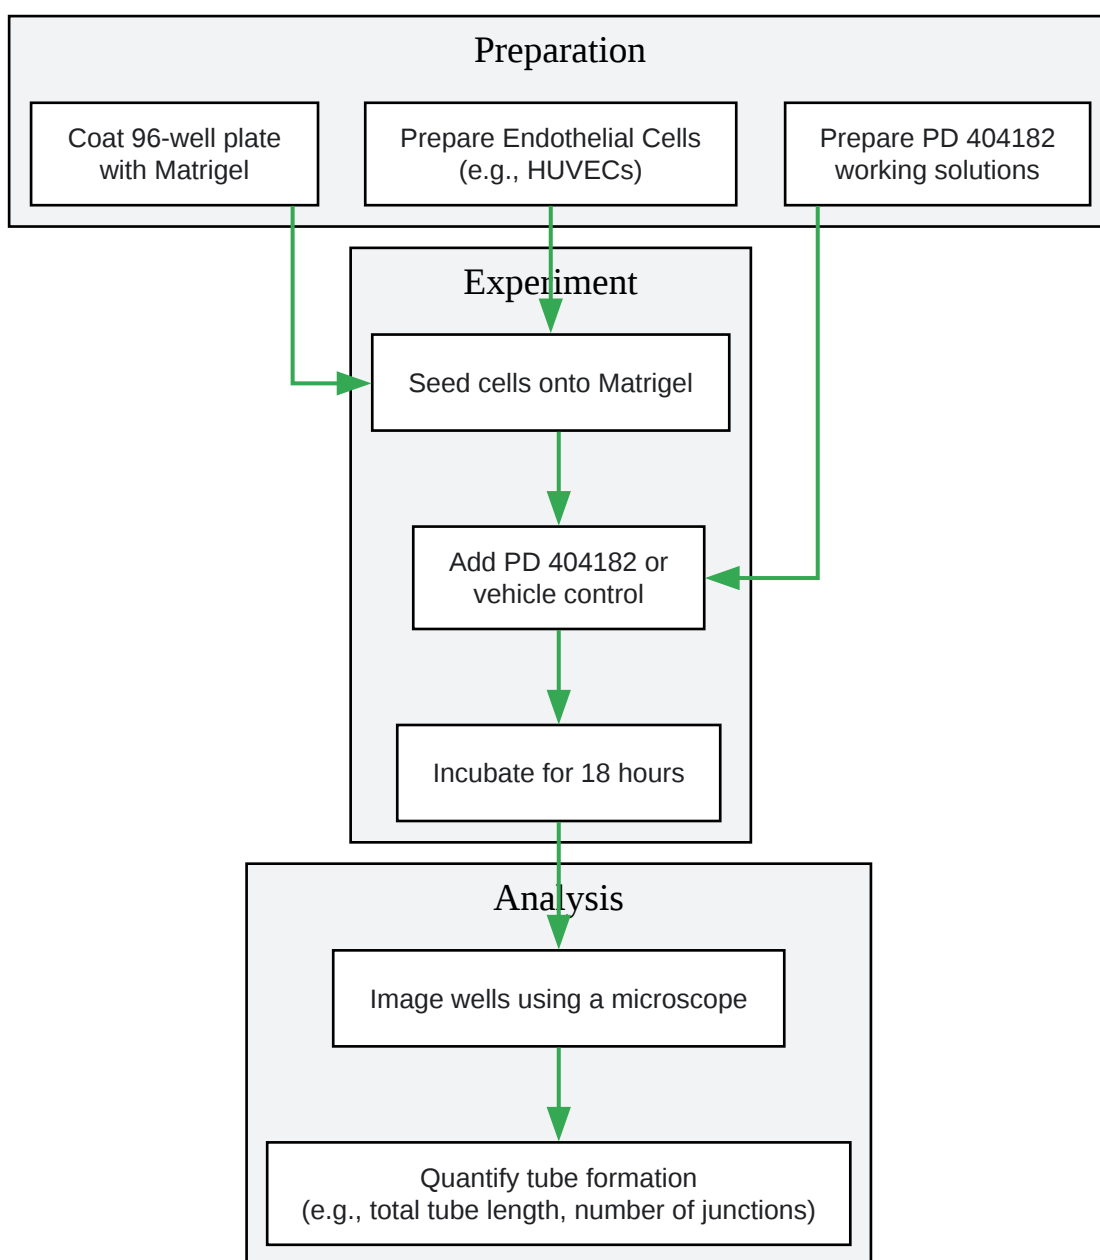 Preparation
Coat 96-well plate
with Matrigel
Prepare Endothelial Cells
(e.g., HUVECs)
Prepare PD 404182
working solutions
Experiment
Seed cells onto Matrigel
Add PD 404182 or
vehicle control
Incubate for 18 hours
Analysis
Image wells using a microscope
Quantify tube formation
(e.g., total tube length, number of junctions)